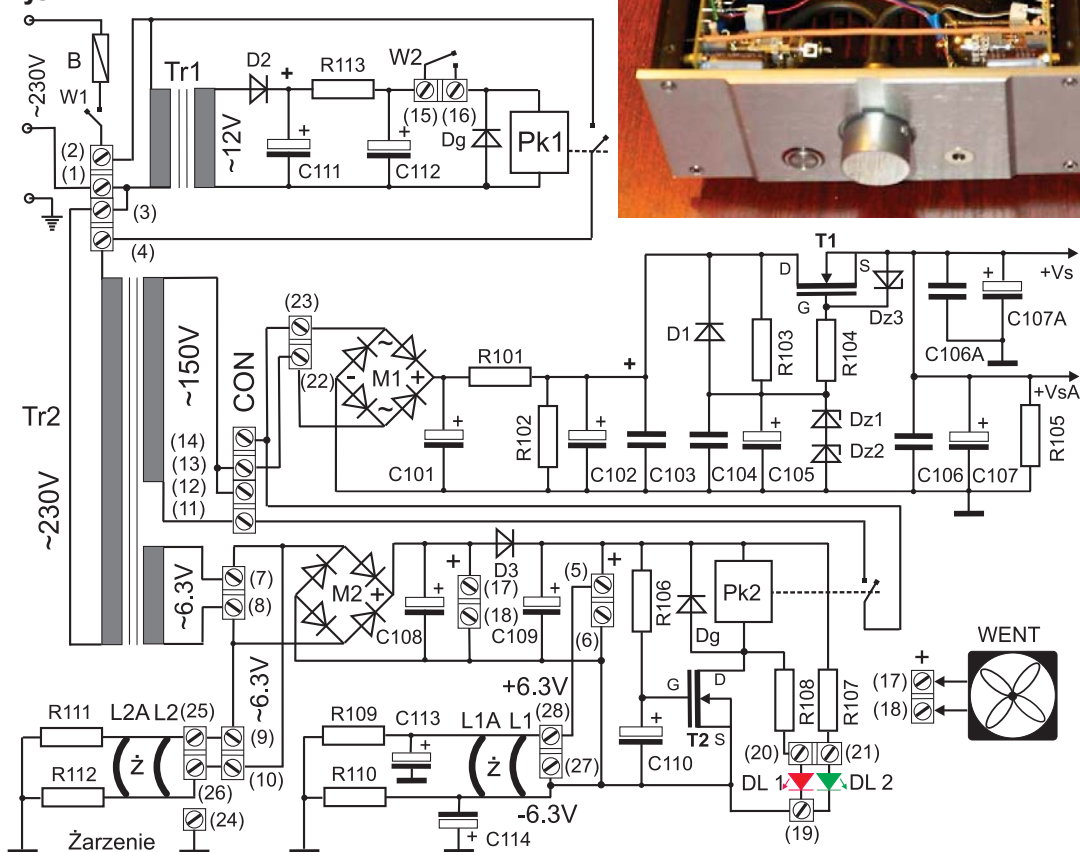 B
~230V
W1
(2)
(1)
(3)
(4)
Tr1
~12V
D2
+
R113
W2
(15) (16)
+
C111
+
C112
Dg
Pk1
T1
D
S
G
+Vs
Dz3
C106A
+
C107A
+VsA
(23)
(22)
~
-
M1
+
~
R101
+
D1
R103
R104
R102
+
C101
+
C102
C103
C104
+
C105
Dz1
Dz2
C106
+
C107
R105
Tr2
~230V
~150V
CON
(14)
(13)
(12)
(11)
~6.3V
(7)
(8)
M2
+
+
C108
+
(17)
(18)
D3
+
C109
(5)
+
(6)
R106
Dg
Pk2
G
D
S
T2
+
C110
R108
R107
(20)
(21)
DL 1
DL 2
(19)
WENT
+
(17)
(18)
~6.3V
R111
L2A L2
(25)
(9)
Ż
R112
(10)
(26)
(24)
Żarzenie
+6.3V
R109
C113
+
L1A L1
(28)
Ż
R110
(27)
-6.3V
+
C114